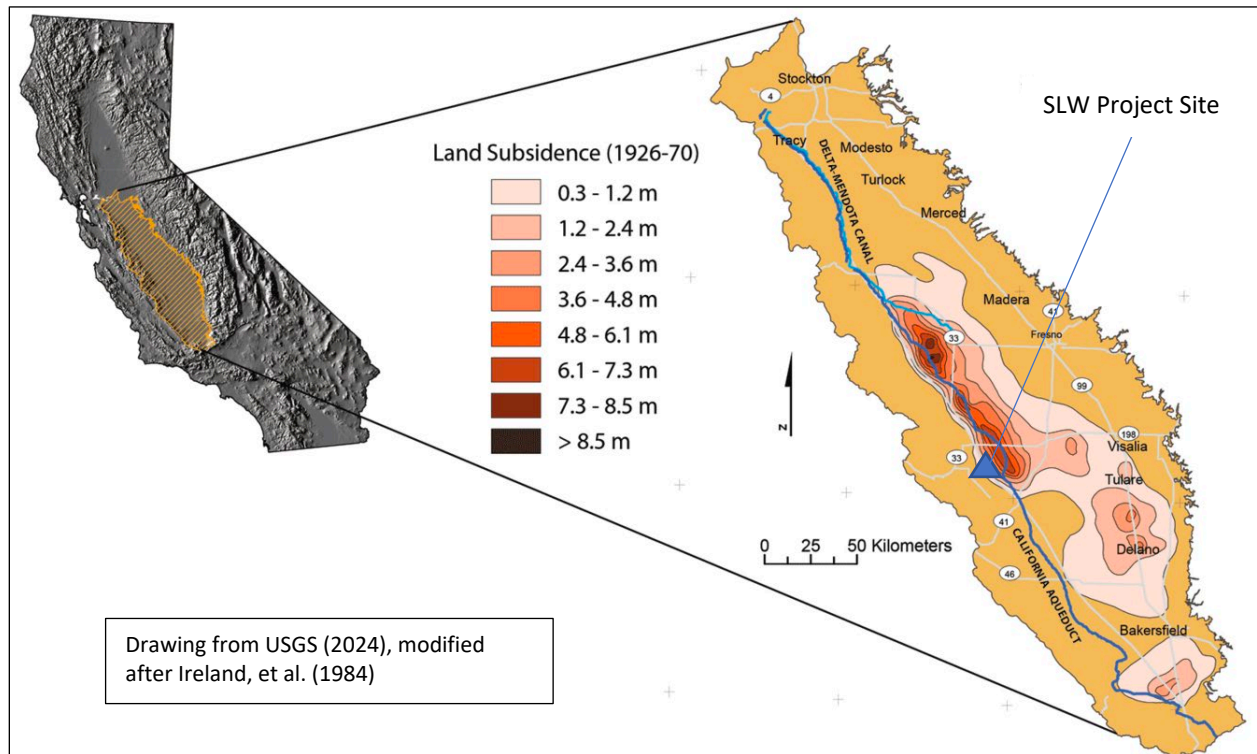 Stockton
4
SLW Project Site
Tracy
Modesto
DELTA-MENDOTA CANAL
Turlock
Merced
Land Subsidence (1926-70)
0.3 - 1.2 m
1.2 - 2.4 m
2.4 - 3.6 m
3.6 - 4.8 m
4.8 - 6.1 m
6.1 - 7.3 m
7.3 - 8.5 m
> 8.5 m
Madera
41
33
Fresno
99
N
198
33
Visalia
Tulare
41
0 25 50 Kilometers
Delano
CALIFORNIA AQUEDUCT
46
Bakersfield
Drawing from USGS (2024), modified
after Ireland, et al. (1984)